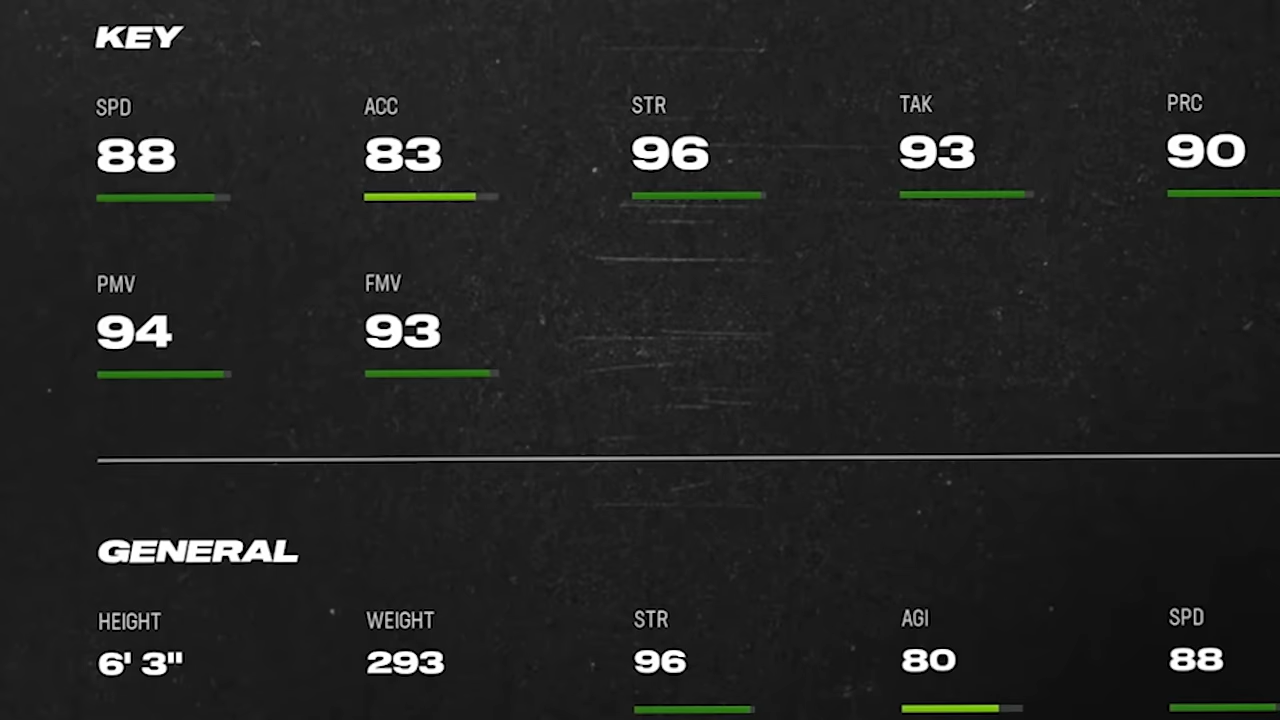 KEY
SPD ACC STR TAK PRC
88 83 96 93 90
PMV FMV
94 93
GENERAL
HEIGHT WEIGHT STR AGI SPD
6' 3" 293 96 80 88